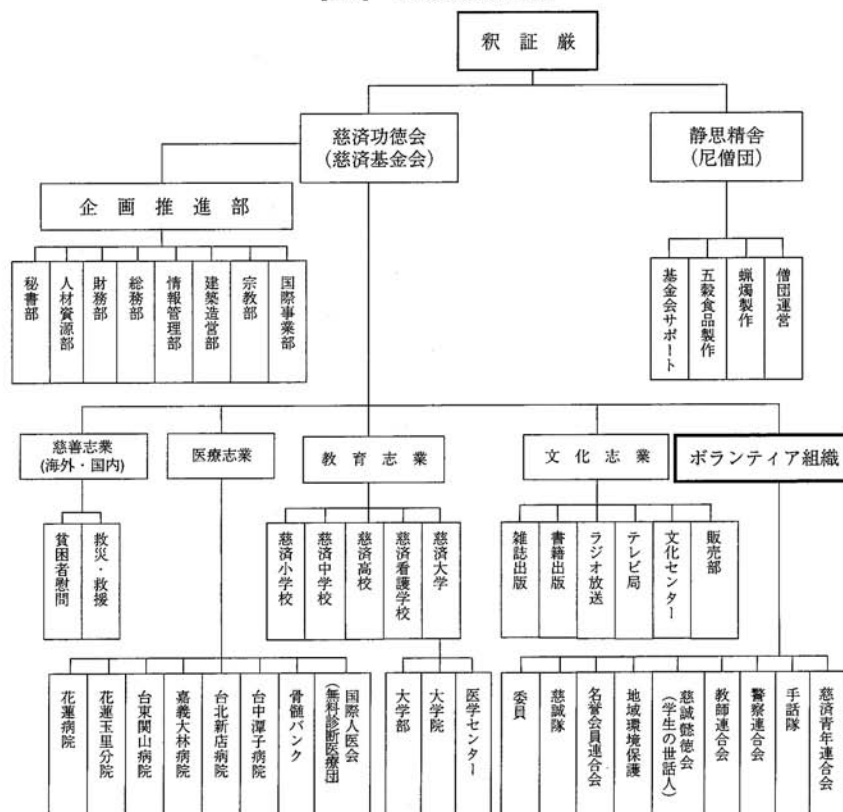 釈証厳
慈済功徳会
(慈済基金会)
静思精舎
(尼僧団)
企画推進部
秘書部
人材資源部
財務部
総務部
情報管理部
建築造営部
宗教部
国際事業部
基金会サポート
五穀食品製作
蝋燭製作
僧団運営
慈善志業
(海外・国内)
医療志業
教育志業
文化志業
ボランティア組織
貧困者慰問
救災・救援
慈済小学校
慈済中学校
慈済高校
慈済看護学校
慈済大学
雑誌出版
書籍出版
ラジオ放送
テレビ局
文化センター
販売部
花蓮病院
花蓮玉里分院
台東関山病院
嘉義大林病院
台北新店病院
台中潭子病院
骨髄バンク
国際人医会
(無料診断医療団)
大学部
大学院
医学センター
委員
慈誠隊
名誉会員連合会
地域環境保護
慈誠懿徳会
(学生の世話人)
教師連合会
警察連合会
手話隊
慈済青年連合会